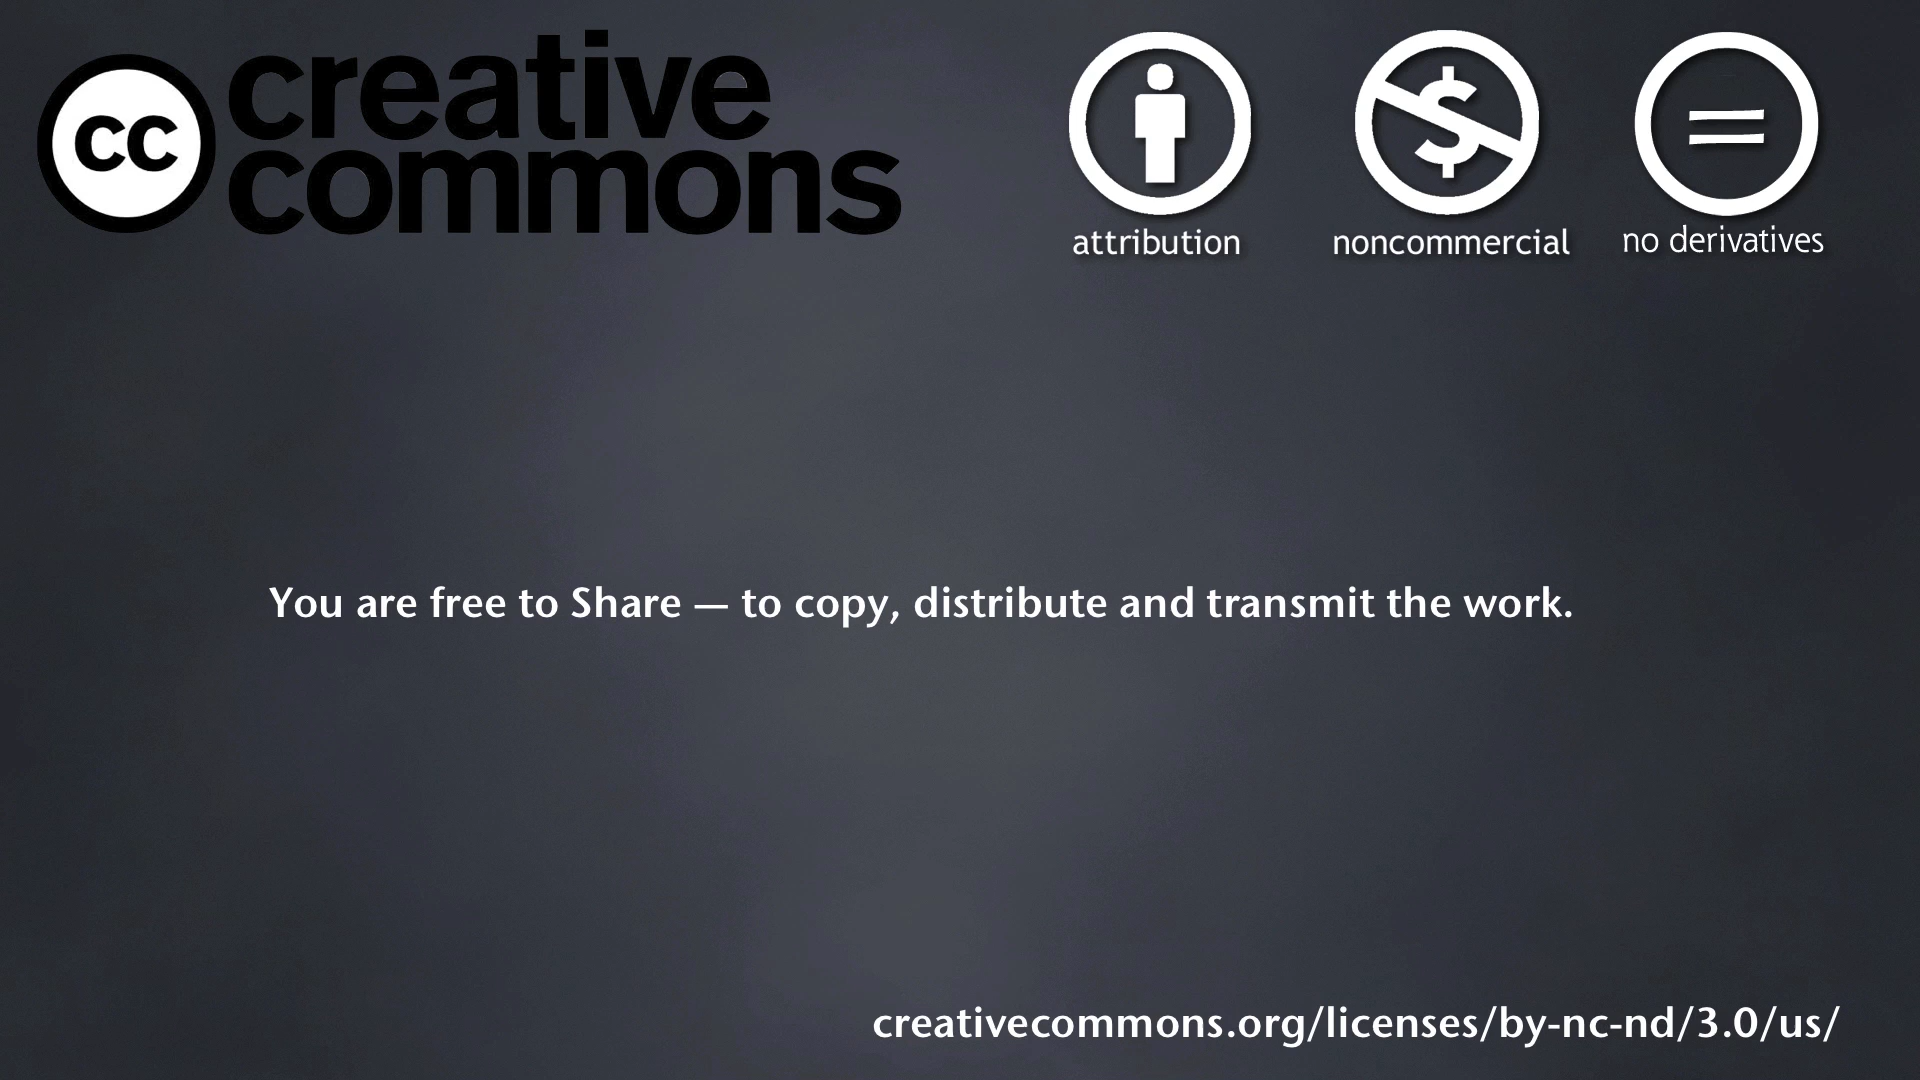 cc creative
commons
attribution noncommercial no derivatives
You are free to Share — to copy, distribute and transmit the work.
creativecommons.org/licenses/by-nc-nd/3.0/us/